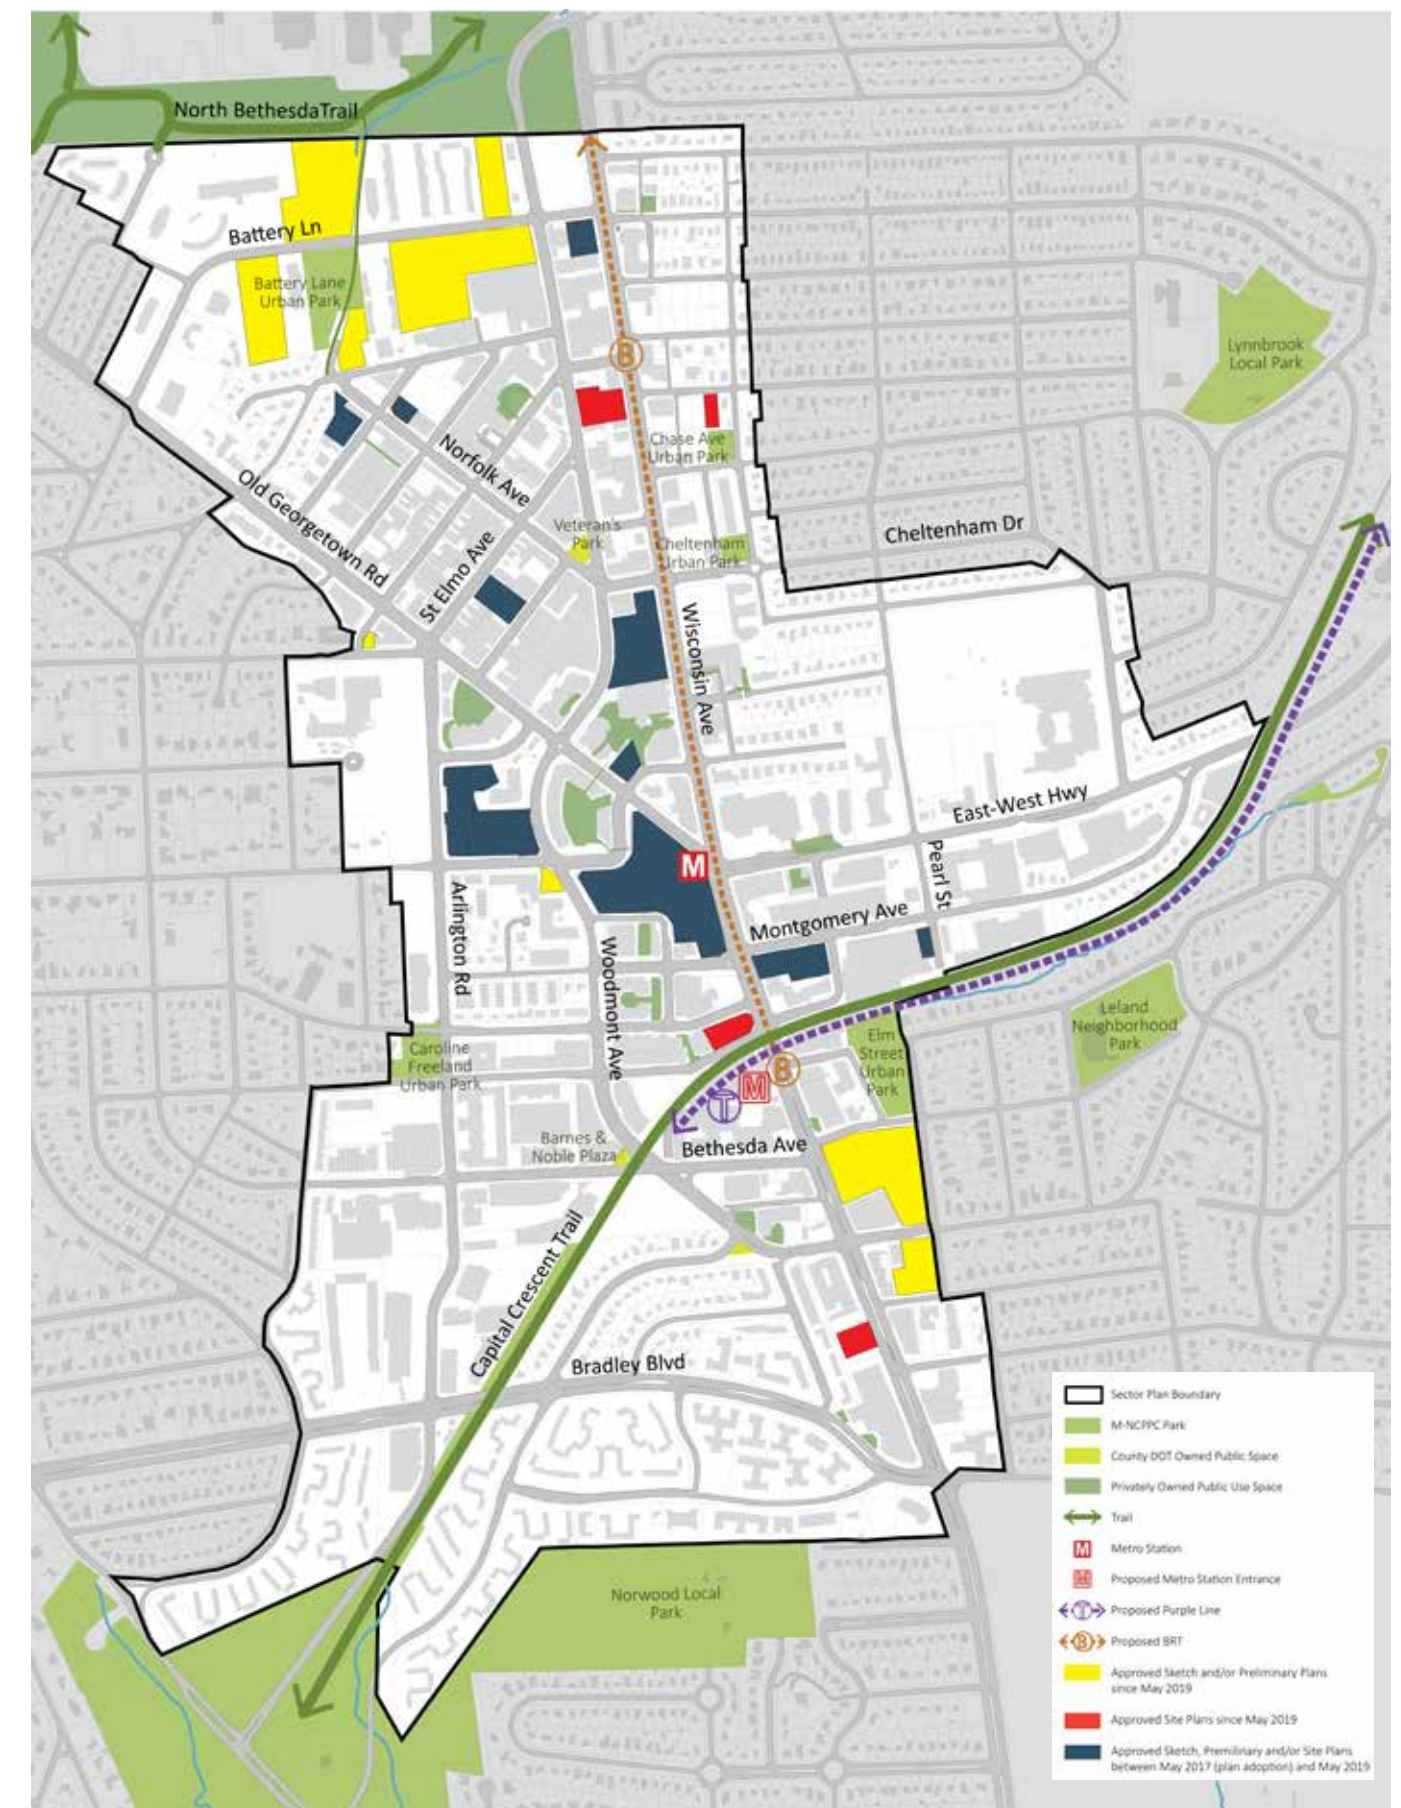 North BethesdaTrail
Battery Ln
Battery Lane
Urban Park
B
Lynnbrook
Local Park
Chase Ave
Urban Park
Norfolk Ave
Old Georgetown Rd
Veteran's
Park
Cheltenham Dr
Cheltenham
Urban Park
St Elmo Ave
Wisconsin Ave
East-West Hwy
Pearl St
M
Arlington Rd
Montgomery Ave
Woodmont Ave
Leland
Neighborhood
Park
Elm
Street
Urban
Park
Caroline
Freeland
Urban Park
B
M
T
Barnes &
Noble Plaza
Bethesda Ave
Capital Crescent Trail
Bradley Blvd
Norwood Local
Park
Sector Plan Boundary
M-NCPPC Park
County DOT Owned Public Space
Privately Owned Public Use Space
Trail
M Metro Station
M Proposed Metro Station Entrance
T Proposed Purple Line
B Proposed BRT
Approved Sketch and/or Preliminary Plans
since May 2019
Approved Site Plans since May 2019
Approved Sketch, Premilinary and/or Site Plans
between May 2017 (plan adoption) and May 2019